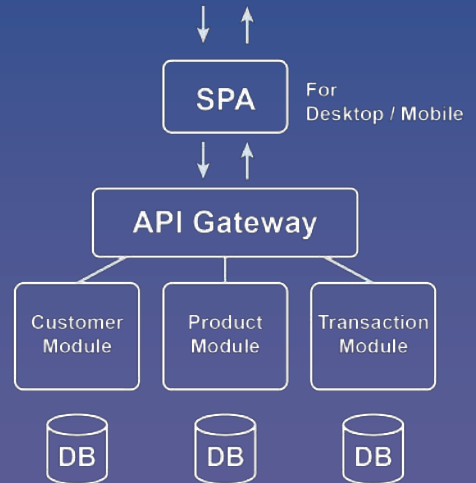 SPA
For
Desktop / Mobile
API Gateway
Customer
Module
Product
Module
Transaction
Module
DB
DB
DB